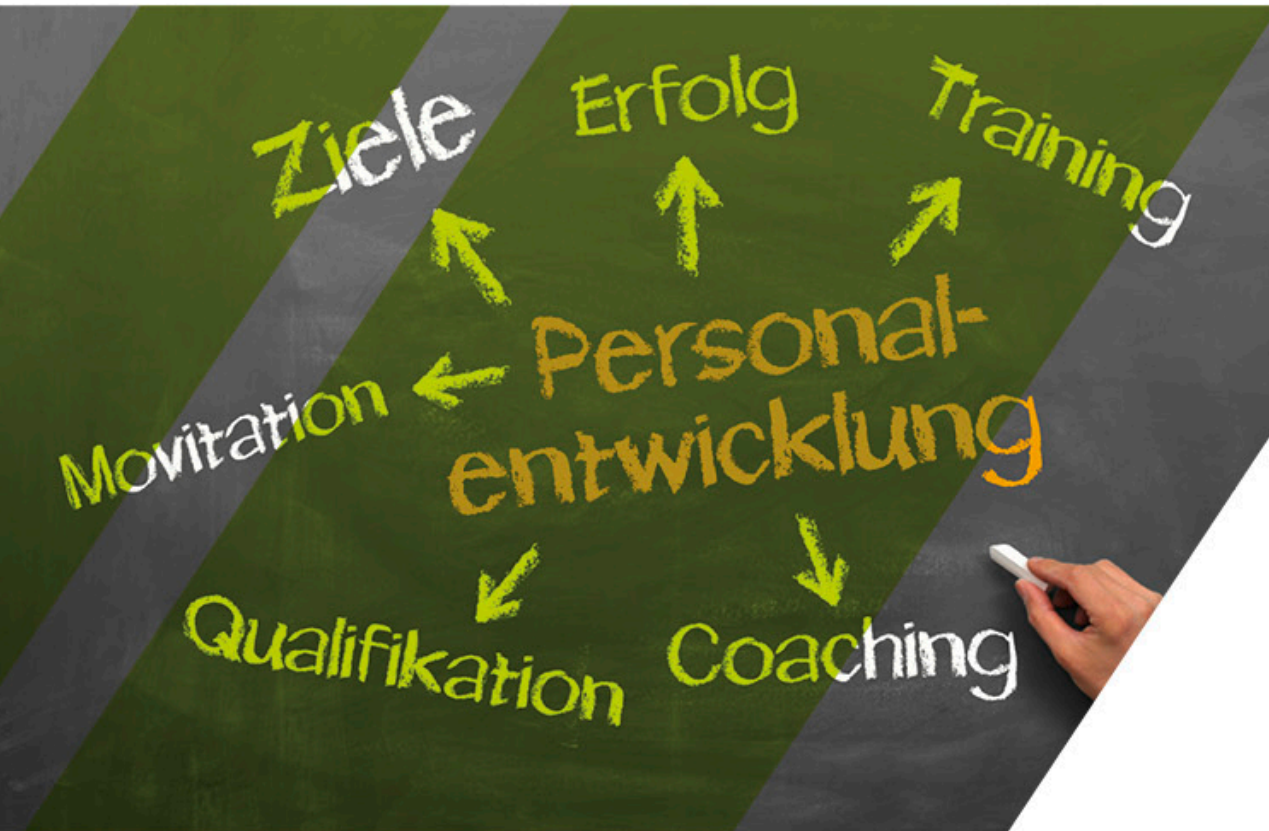 Ziele
Erfolg
Training
Personal-
entwicklung
Movitation
Qualifikation
Coaching